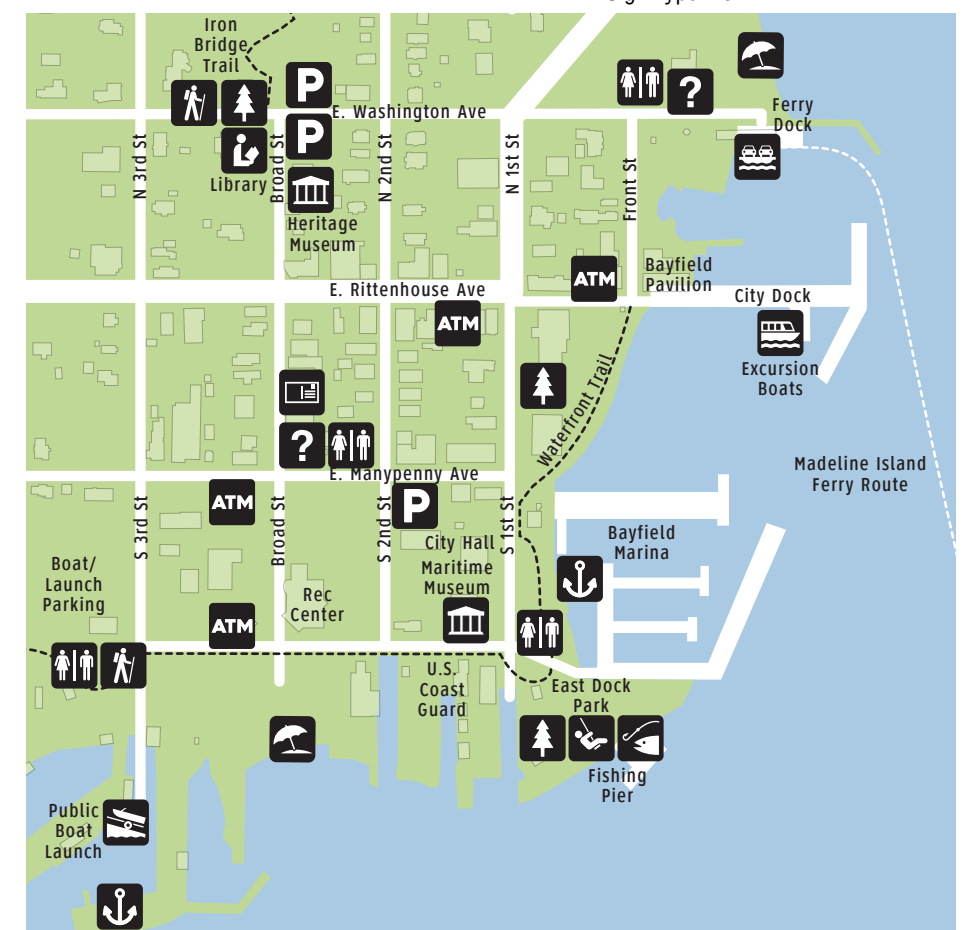 Iron
Bridge
Trail
P
E. Washington Ave
?
Ferry
Dock
P
Library
N 3rd St
Broad St
N 2nd St
N 1st St
Front St
Heritage
Museum
ATM
Bayfield
Pavilion
E. Rittenhouse Ave
City Dock
ATM
Excursion
Boats
Waterfront Trail
?
E. Manypenny Ave
Madeline Island
Ferry Route
ATM
P
S 3rd St
Broad St
S 2nd St
S 1st St
City Hall
Maritime
Museum
Bayfield
Marina
Boat/
Launch
Parking
Rec
Center
ATM
U.S.
Coast
Guard
East Dock
Park
Fishing
Pier
Public
Boat
Launch